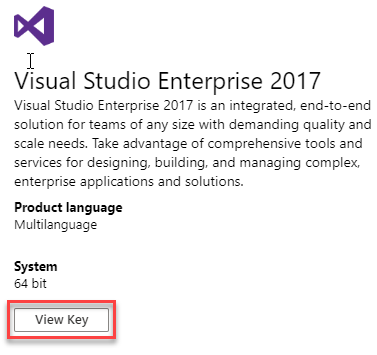 Visual Studio Enterprise 2017
Visual Studio Enterprise 2017 is an integrated, end-to-end
solution for teams of any size with demanding quality and
scale needs. Take advantage of comprehensive tools and
services for designing, building, and managing complex,
enterprise applications and solutions.
Product language
Multilanguage
System
64 bit
View Key